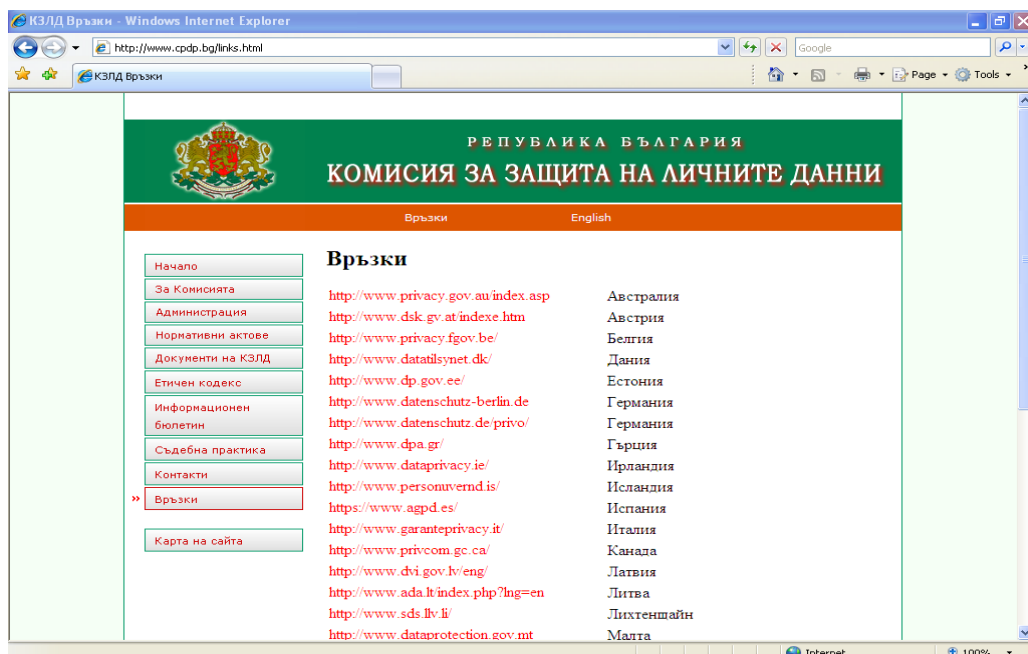 КЗЛД Връзки - Windows Internet Explorer
http://www.cpdp.bg/links.html
Google
КЗЛД Връзки
Page
Tools
РЕПУБЛИКА БЪЛГАРИЯ
КОМИСИЯ ЗА ЗАЩИТА НА ЛИЧНИТЕ ДАННИ
Връзки English
Начало
За Комисията
Администрация
Нормативни актове
Документи на КЗЛД
Етичен кодекс
Информационен
бюлетин
Съдебна практика
Контакти
» Връзки
Карта на сайта
Връзки
http://www.privacy.gov.au/index.asp Австралия
http://www.dsk.gv.at/indexe.htm Австрия
http://www.privacy.fgov.be/ Белгия
http://www.datatilsynet.dk/ Дания
http://www.dp.gov.ee/ Естония
http://www.datenschutz-berlin.de Германия
http://www.datenschutz.de/privo/ Германия
http://www.dpa.gr/ Гърция
http://www.dataprivacy.ie/ Ирландия
http://www.personuvernd.is/ Исландия
https://www.agpd.es/ Испания
http://www.garanteprivacy.it/ Италия
http://www.privcom.gc.ca/ Канада
http://www.dvi.gov.lv/eng/ Латвия
http://www.ada.lt/index.php?lng=en Литва
http://www.sds.llv.li/ Лихтенщайн
http://www.dataprotection.gov.mt Малта
Internet 100%